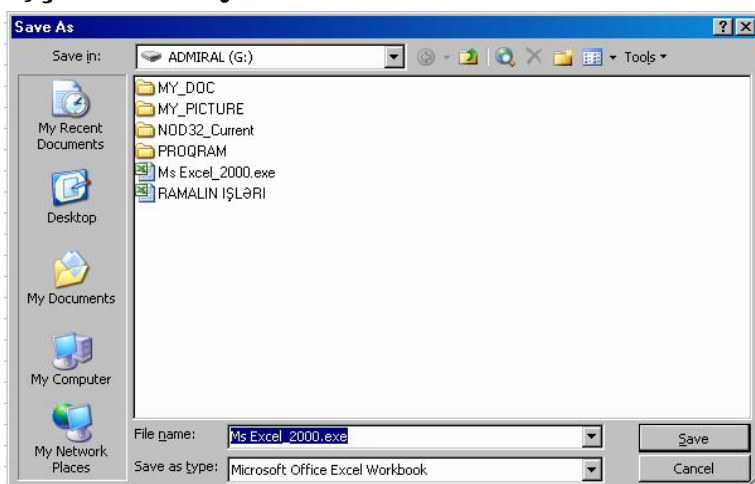 Save As
Save in:
ADMIRAL (G:)
Tools
My Recent
Documents
Desktop
My Documents
My Computer
My Network
Places
MY_DOC
MY_PICTURE
NOD32_Current
PROQRAM
Ms Excel_2000.exe
RAMALIN IŞLƏRI
File name:
Ms Excel_2000.exe
Save
Save as type:
Microsoft Office Excel Workbook
Cancel